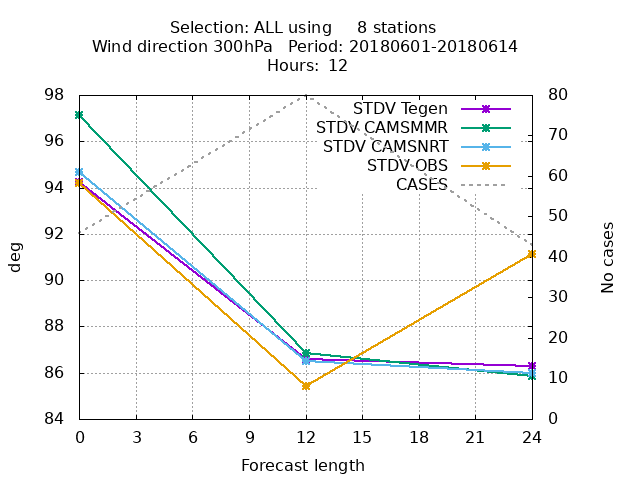 Selection: ALL using     8 stations
Wind direction 300hPa   Period: 20180601-20180614
Hours: 12
98
96
94
92
90
88
86
84
deg
80
70
60
50
40
30
20
10
0
No cases
STDV Tegen
STDV CAMSMMR
STDV CAMSNRT
STDV OBS
CASES
0 3 6 9 12 15 18 21 24
Forecast length